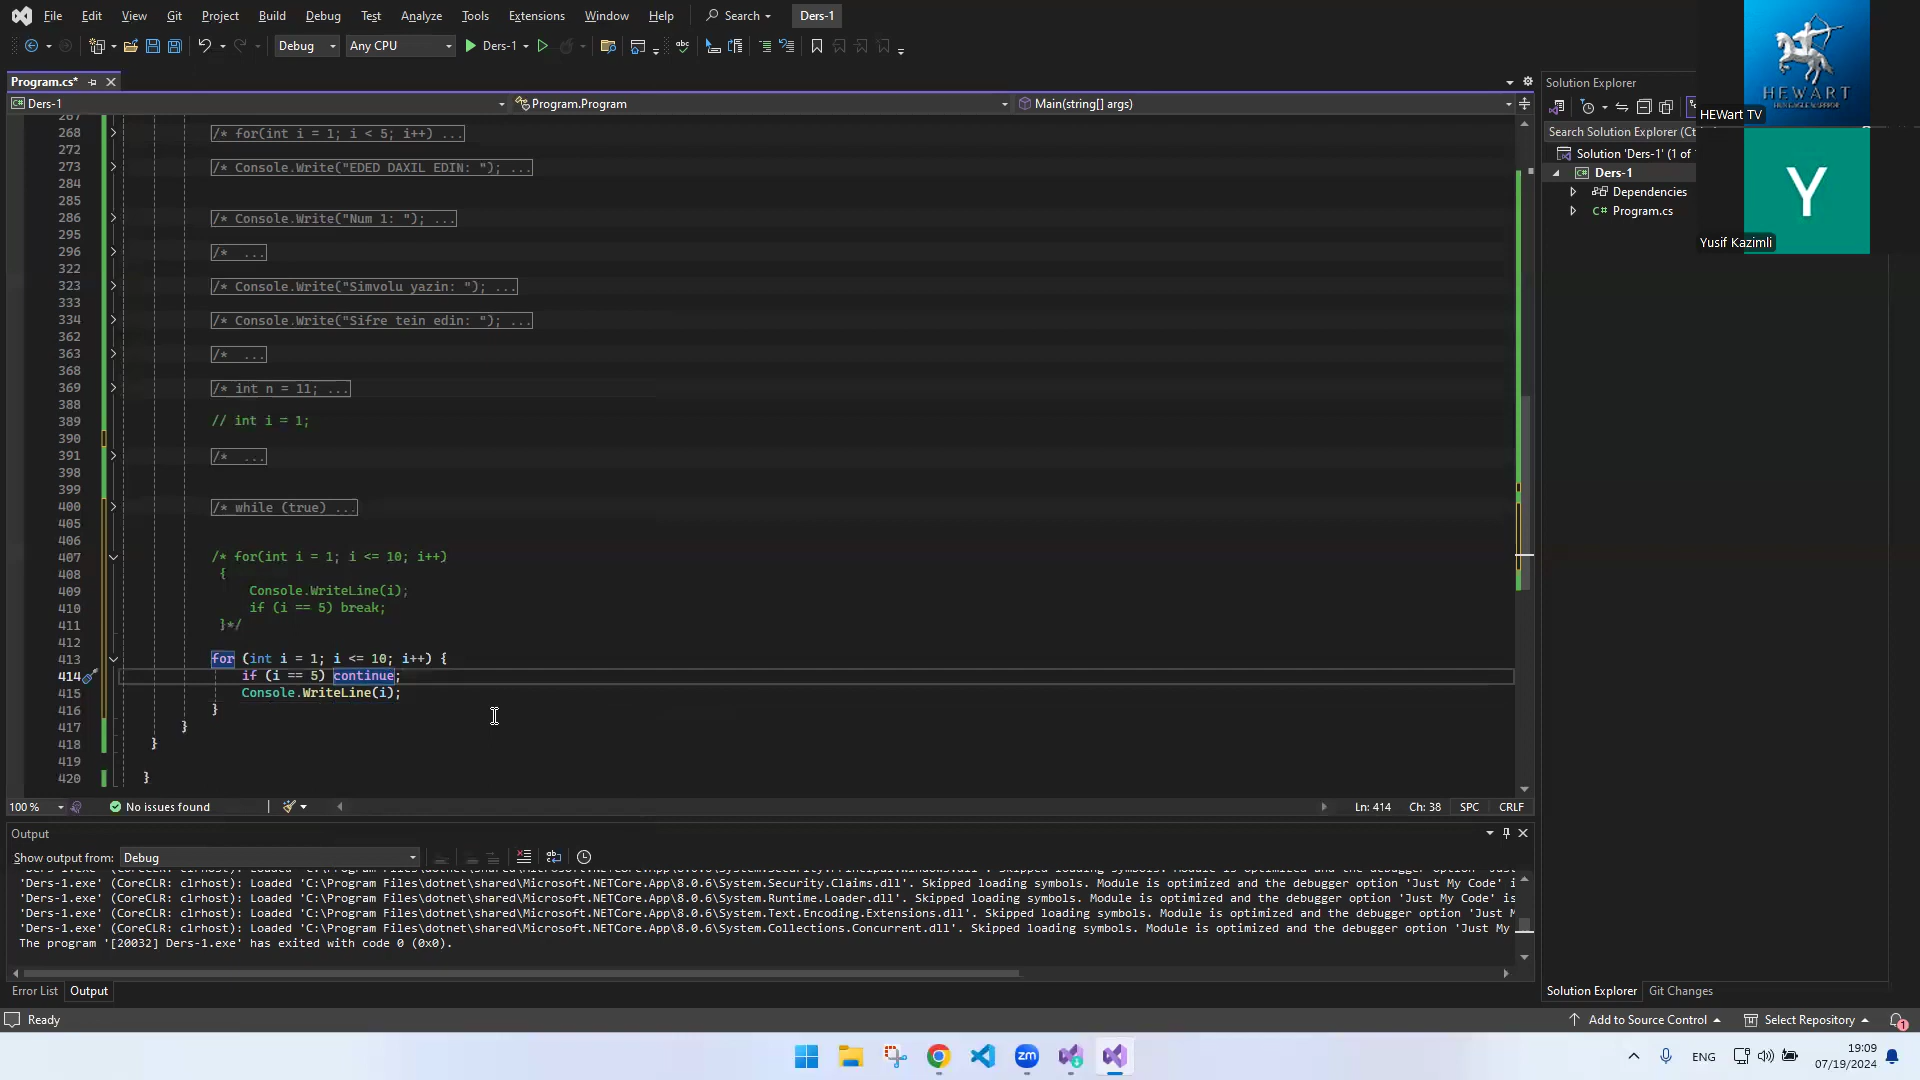 File Edit View Git Project Build Debug Test Analyze Tools Extensions Window Help Search Ders-1
Debug Any CPU Ders-1
Program.cs*
Ders-1 Program.Program Main(string[] args)
267
268 /* for(int i = 1; i < 5; i++) ...
272
273 /* Console.Write("EDED DAXIL EDIN: "); ...
284
285
286 /* Console.Write("Num 1: "); ...
295
296 /* ...
322
323 /* Console.Write("Simvolu yazin: "); ...
333
334 /* Console.Write("Sifre tein edin: "); ...
362
363 /* ...
368
369 /* int n = 11; ...
388
389 // int i = 1;
390
391 /* ...
398
399
400 /* while (true) ...
405
406
407 /* for(int i = 1; i <= 10; i++)
408 {
409 Console.WriteLine(i);
410 if (i == 5) break;
411 }*/
412
413 for (int i = 1; i <= 10; i++) {
414 if (i == 5) continue;
415 Console.WriteLine(i);
416 }
417 }
418 }
419
420 }
100 % No issues found Ln: 414 Ch: 38 SPC CRLF
Output
Show output from: Debug
'Ders-1.exe' (CoreCLR: clrhost): Loaded 'C:\Program Files\dotnet\shared\Microsoft.NETCore.App\8.0.6\System.Security.Claims.dll'. Skipped loading symbols. Module is optimized and the debugger option 'Just My Code' i
'Ders-1.exe' (CoreCLR: clrhost): Loaded 'C:\Program Files\dotnet\shared\Microsoft.NETCore.App\8.0.6\System.Runtime.Loader.dll'. Skipped loading symbols. Module is optimized and the debugger option 'Just My Code' is
'Ders-1.exe' (CoreCLR: clrhost): Loaded 'C:\Program Files\dotnet\shared\Microsoft.NETCore.App\8.0.6\System.Text.Encoding.Extensions.dll'. Skipped loading symbols. Module is optimized and the debugger option 'Just M
'Ders-1.exe' (CoreCLR: clrhost): Loaded 'C:\Program Files\dotnet\shared\Microsoft.NETCore.App\8.0.6\System.Collections.Concurrent.dll'. Skipped loading symbols. Module is optimized and the debugger option 'Just My
The program '[20032] Ders-1.exe' has exited with code 0 (0x0).
Error List Output
Solution Explorer
Search Solution Explorer (Ct
Solution 'Ders-1' (1 of
Ders-1
Dependencies
C# Program.cs
Solution Explorer Git Changes
HEWART
HEWart TV
Y
Yusif Kazimli
Ready Add to Source Control Select Repository 1
zm
ENG 19:09
07/19/2024